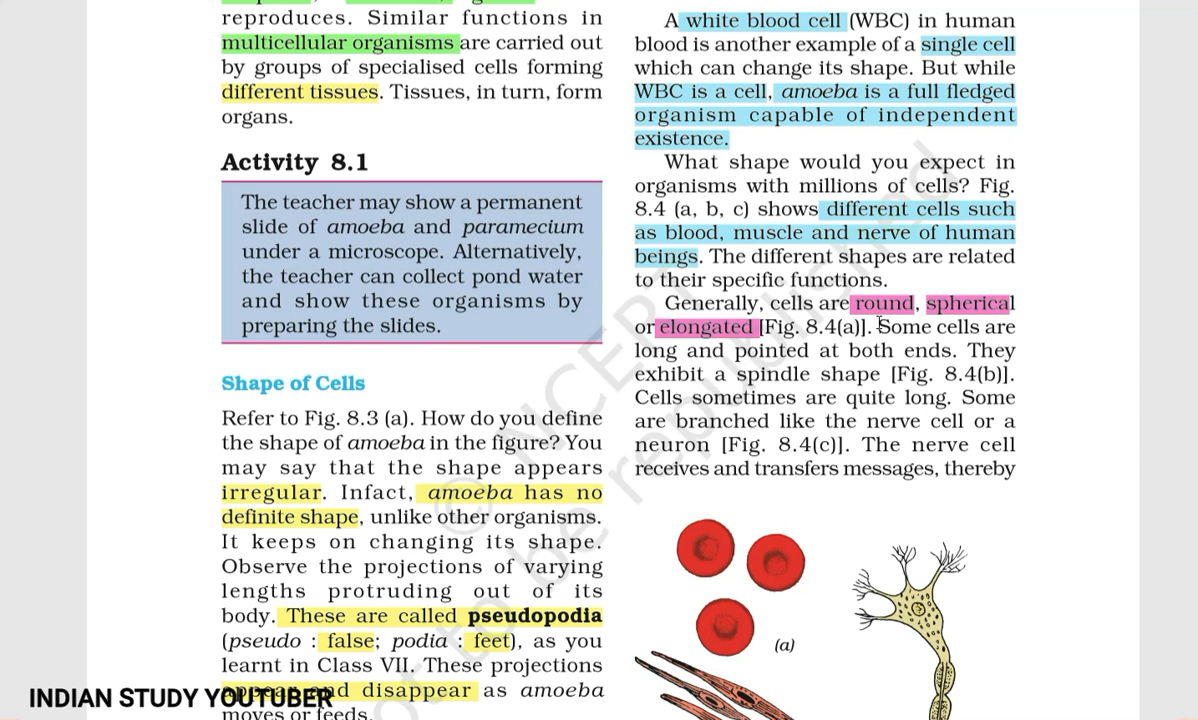 reproduces. Similar functions in
multicellular organisms are carried out
by groups of specialised cells forming
different tissues. Tissues, in turn, form
organs.
Activity 8.1
The teacher may show a permanent
slide of amoeba and paramecium
under a microscope. Alternatively,
the teacher can collect pond water
and show these organisms by
preparing the slides.
Shape of Cells
Refer to Fig. 8.3 (a). How do you define
the shape of amoeba in the figure? You
may say that the shape appears
irregular. Infact, amoeba has no
definite shape, unlike other organisms.
It keeps on changing its shape.
Observe the projections of varying
lengths protruding out of its
body. These are called pseudopodia
(pseudo : false; podia : feet), as you
learnt in Class VII. These projections
appear and disappear as amoeba
moves or feeds.
A white blood cell (WBC) in human
blood is another example of a single cell
which can change its shape. But while
WBC is a cell, amoeba is a full fledged
organism capable of independent
existence.
What shape would you expect in
organisms with millions of cells? Fig.
8.4 (a, b, c) shows different cells such
as blood, muscle and nerve of human
beings. The different shapes are related
to their specific functions.
Generally, cells are round, spherical
or elongated [Fig. 8.4(a)]. Some cells are
long and pointed at both ends. They
exhibit a spindle shape [Fig. 8.4(b)].
Cells sometimes are quite long. Some
are branched like the nerve cell or a
neuron [Fig. 8.4(c)]. The nerve cell
receives and transfers messages, thereby
(a)
© NCERT
not to be republished
INDIAN STUDY YOUTUBER